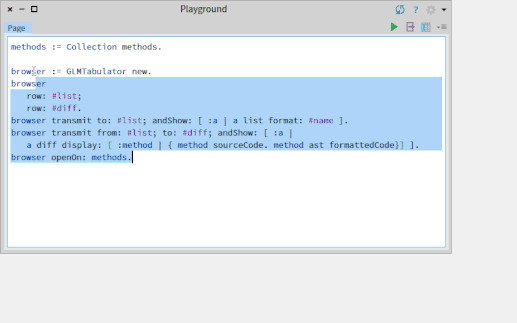 Playground
?
Page
methods := Collection methods.
browser := GLMTabulator new.
browser
row: #list;
row: #diff.
browser transmit to: #list; andShow: [ :a | a list format: #name ].
browser transmit from: #list; to: #diff; andShow: [ :a |
a diff display: [ :method | { method sourceCode. method ast formattedCode}] ].
browser openOn: methods.